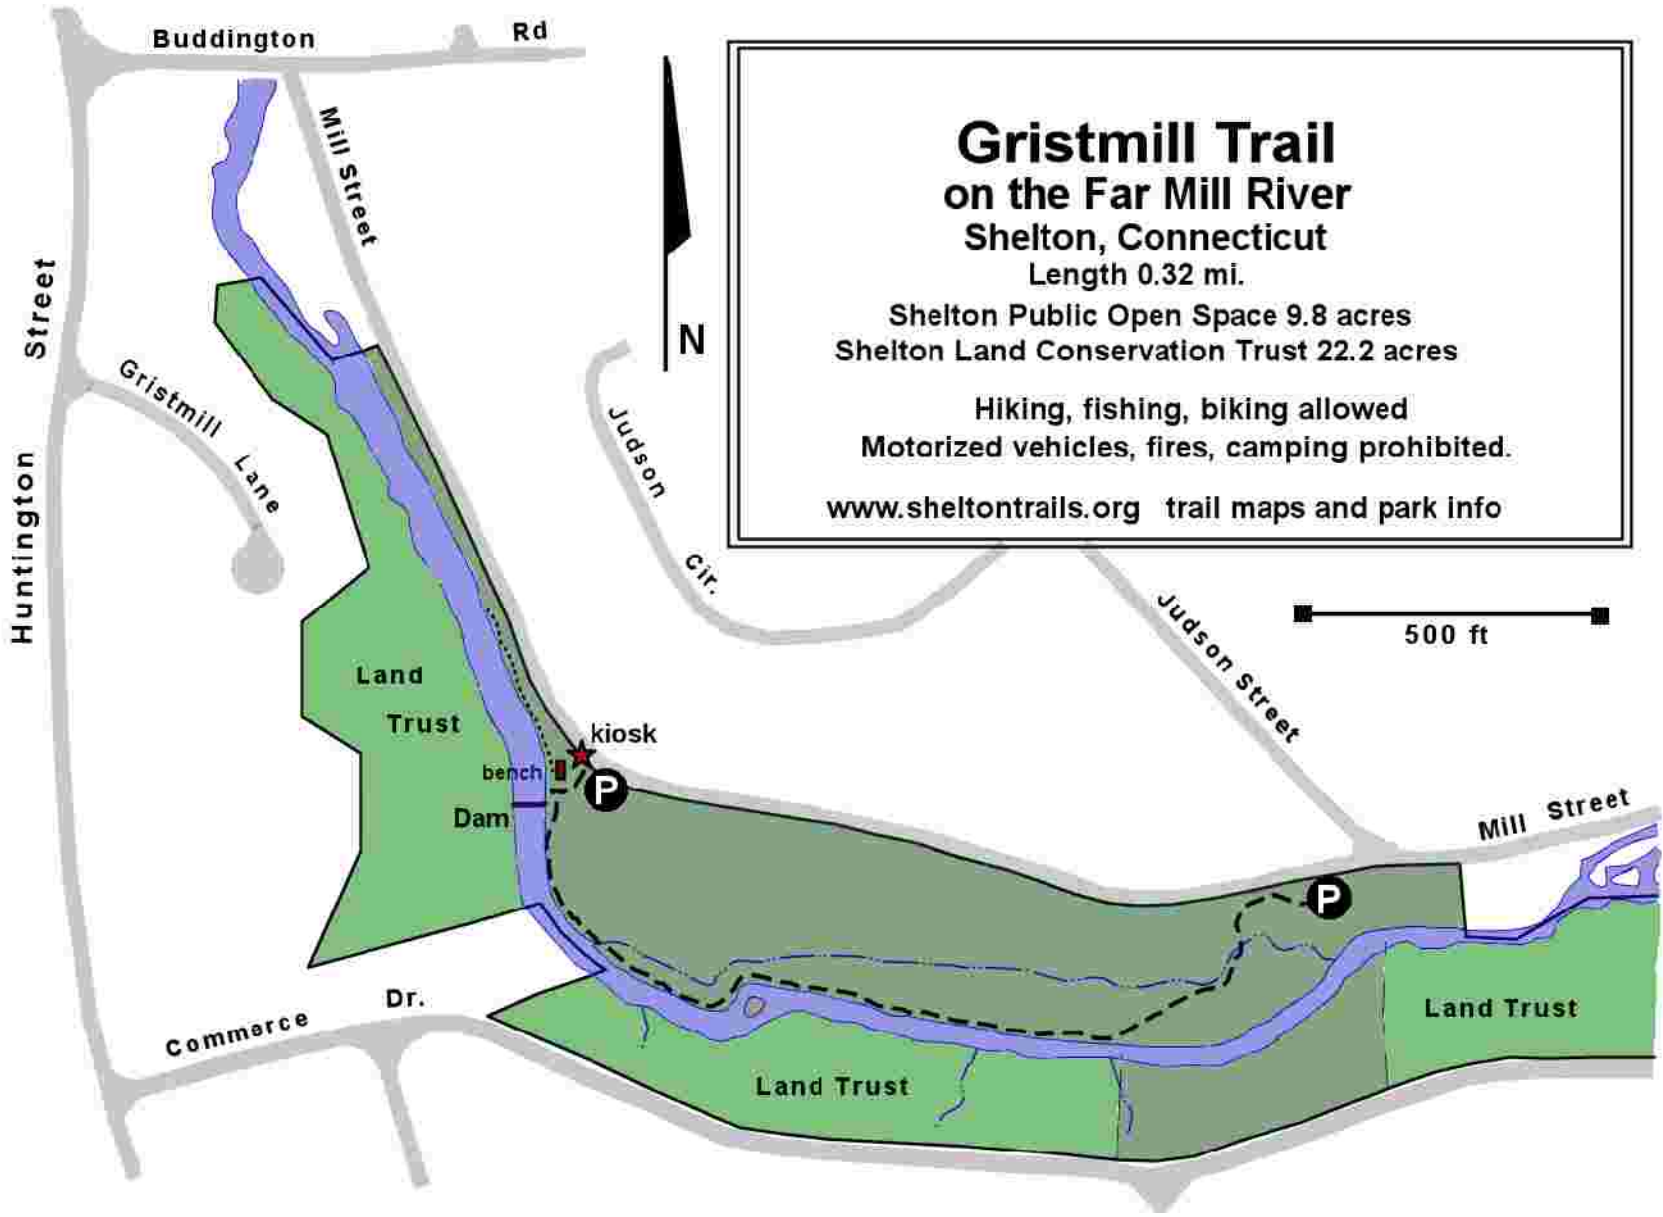 Buddington Rd
Mill Street
Gristmill Trail
on the Far Mill River
Shelton, Connecticut
Length 0.32 mi.
Shelton Public Open Space 9.8 acres
Shelton Land Conservation Trust 22.2 acres
Hiking, fishing, biking allowed
Motorized vehicles, fires, camping prohibited.
www.sheltontrails.org trail maps and park info
N
Huntington Street
Gristmill Lane
Judson Cir.
Judson Street
500 ft
Land
Trust
kiosk
bench
P
Dam
Mill Street
P
Commerce Dr.
Land Trust
Land Trust